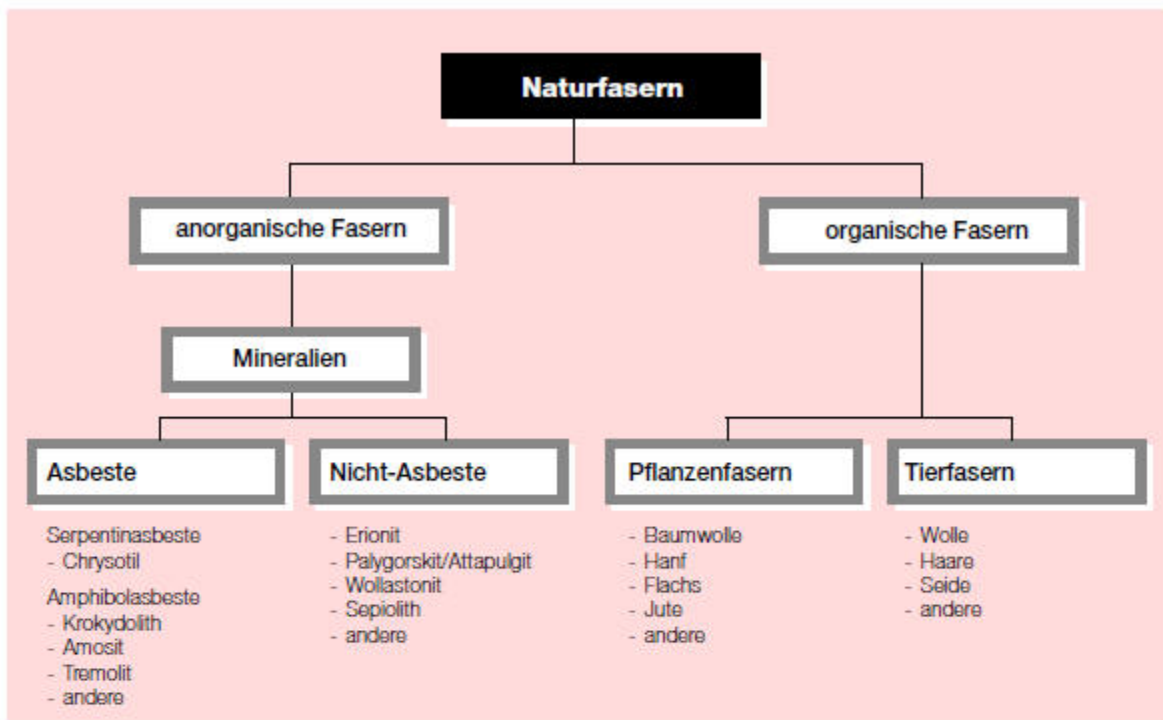 Naturfasern
anorganische Fasern
organische Fasern
Mineralien
Asbeste
Serpentinasbeste
- Chrysotil
Amphibolasbeste
- Krokydolith
- Amosit
- Tremolit
- andere
Nicht-Asbeste
- Erionit
- Palygorskit/Attapulgit
- Wollastonit
- Sepiolith
- andere
Pflanzenfasern
- Baumwolle
- Hanf
- Flachs
- Jute
- andere
Tierfasern
- Wolle
- Haare
- Seide
- andere